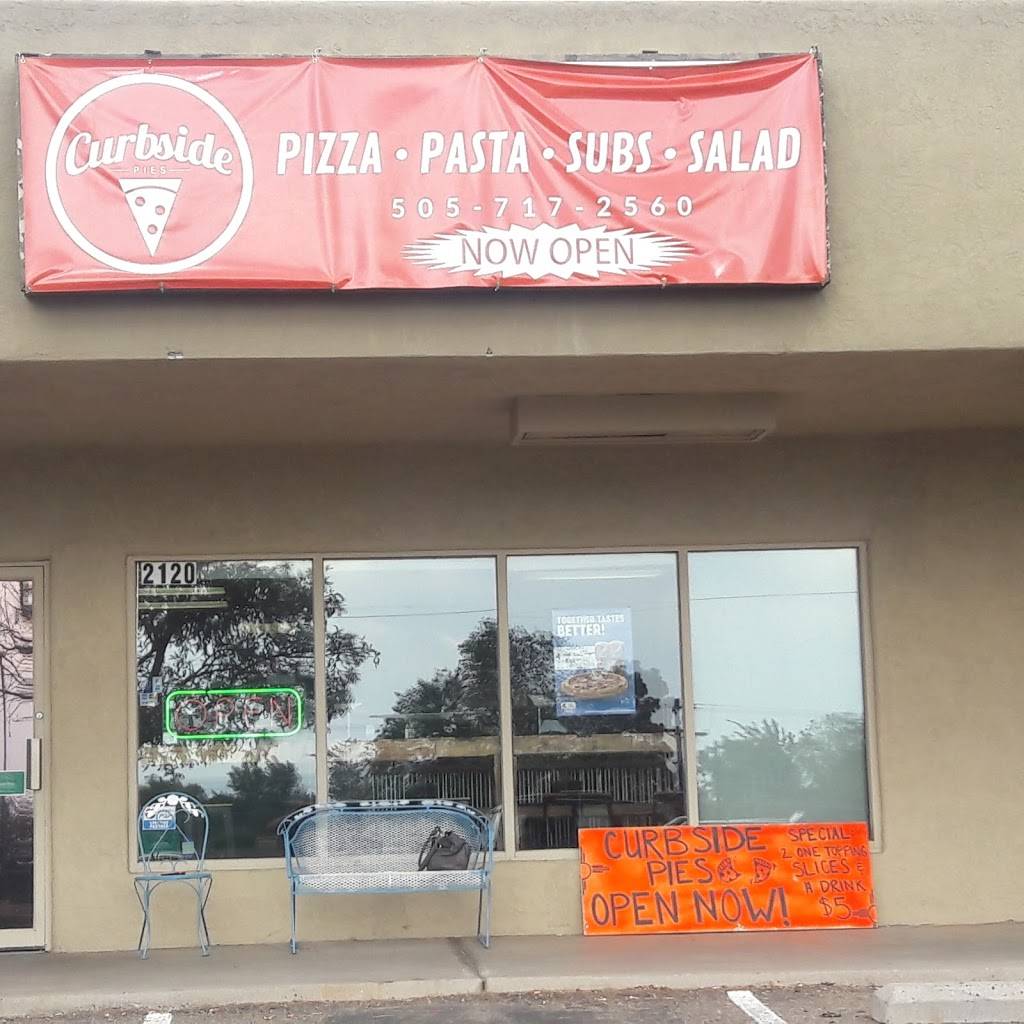 Curbside
PIES
PIZZA • PASTA • SUBS • SALAD
505-717-2560
NOW OPEN
2120
TOGETHER TASTES
BETTER!
OPEN
CURBSIDE
PIES
OPEN NOW!
SPECIAL
2 ONE TOPPING
SLICES &
A DRINK
$5